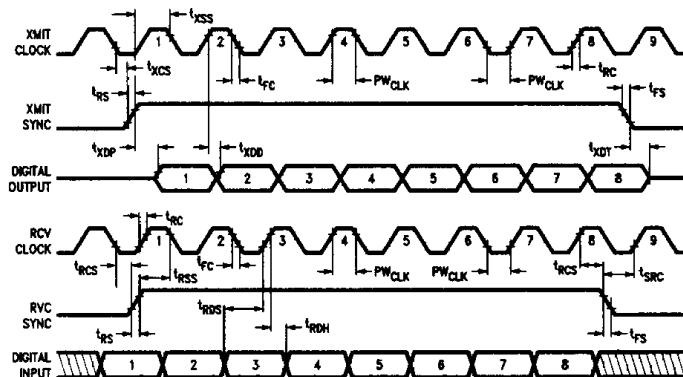 t_XSS
XMIT CLOCK 1 2 3 4 5 6 7 8 9
t_XCS
t_RS t_FC PW_CLK PW_CLK t_RC t_FS
XMIT SYNC
t_XDP t_XDD t_XDT
DIGITAL OUTPUT 1 2 3 4 5 6 7 8
t_RC
RCV CLOCK 1 2 3 4 5 6 7 8 9
t_RCS t_RSS t_FC PW_CLK PW_CLK t_RCS t_SRC
RVC SYNC
t_RDS
t_RS t_RDH t_FS
DIGITAL INPUT 1 2 3 4 5 6 7 8